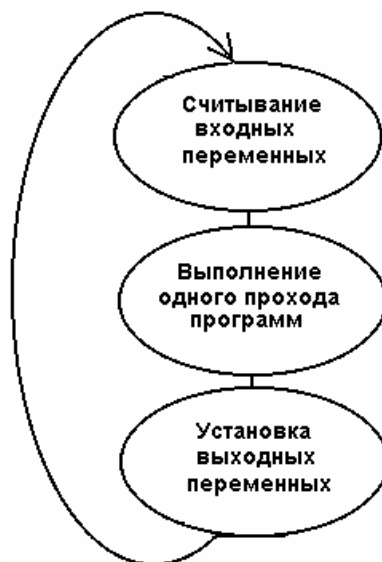 Считывание
входных
переменных
Выполнение
одного прохода
программ
Установка
выходных
переменных